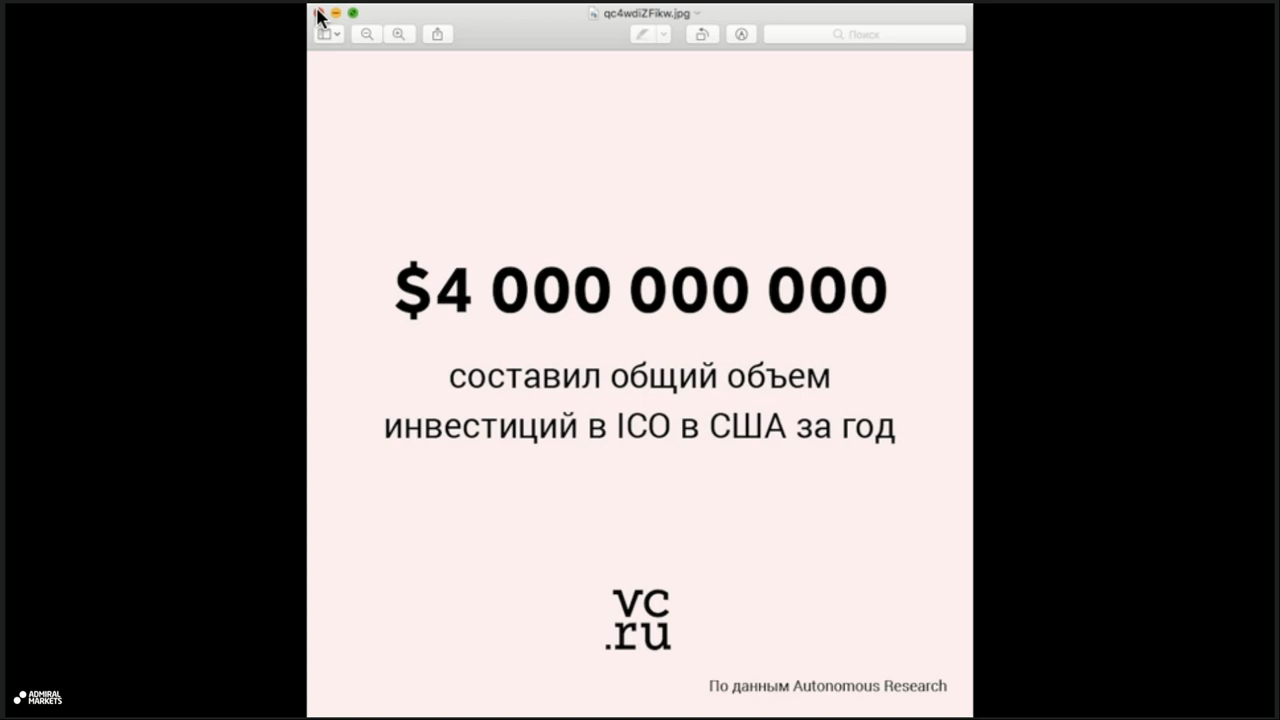 qc4wdiZFikw.jpg
Поиск
$4 000 000 000
составил общий объем
инвестиций в ICO в США за год
vc
.ru
По данным Autonomous Research
ADMIRAL
MARKETS